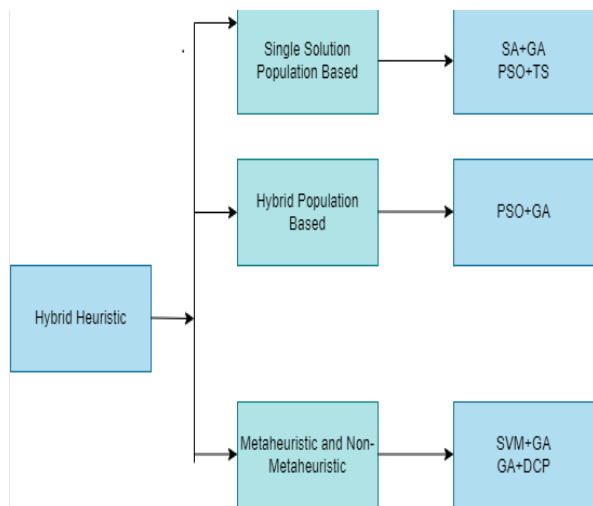 Single Solution
Population Based
SA+GA
PSO+TS
Hybrid Population
Based
PSO+GA
Hybrid Heuristic
Metaheuristic and Non-
Metaheuristic
SVM+GA
GA+DCP